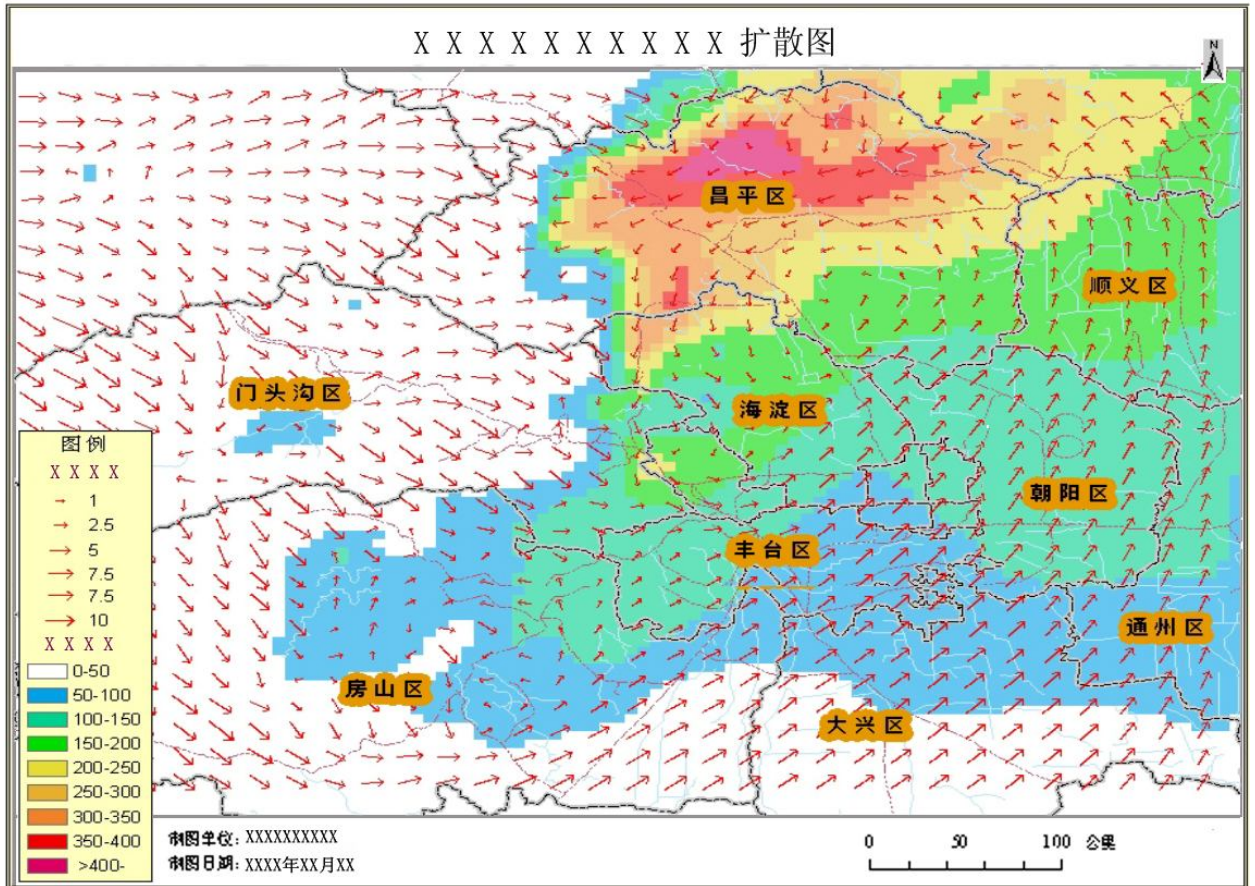 X X X X X X X X X X 扩散图
N
昌平区
顺义区
门头沟区
海淀区
朝阳区
丰台区
通州区
房山区
大兴区
图例
X X X X
1
2.5
5
7.5
7.5
10
X X X X
0-50
50-100
100-150
150-200
200-250
250-300
300-350
350-400
>400-
制图单位: XXXXXXXXXX
制图日期: XXXX年XX月XX
0 50 100 公里